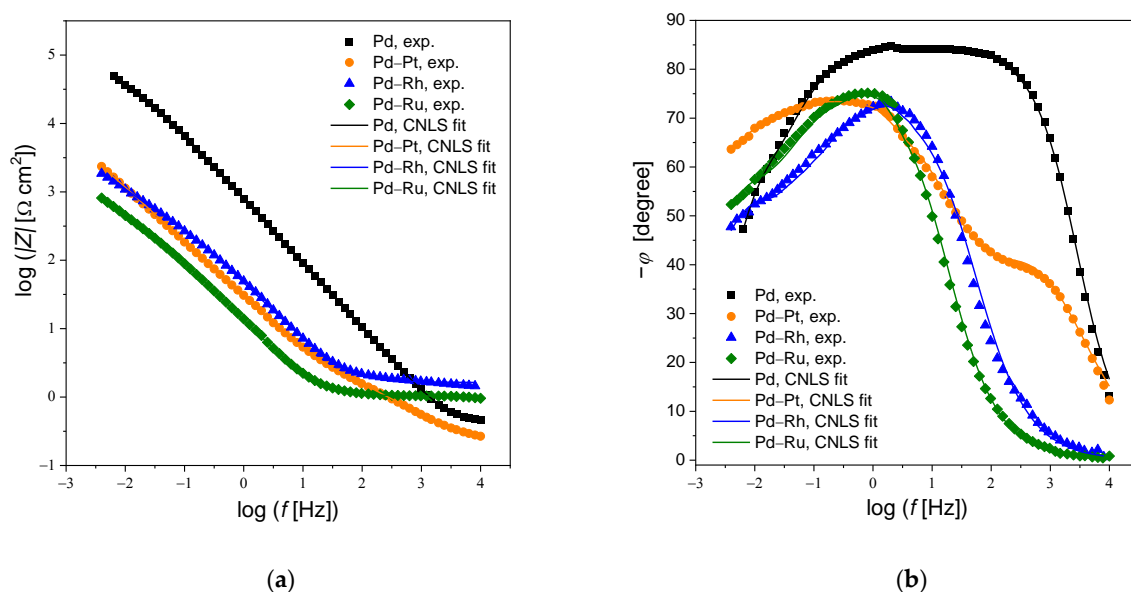 5
4
3
2
1
0
−1
−3 −2 −1 0 1 2 3 4 5
log (|Z| [Ω cm²)
log (f [Hz])
Pd, exp.
Pd−Pt, exp.
Pd−Rh, exp.
Pd−Ru, exp.
Pd, CNLS fit
Pd−Pt, CNLS fit
Pd−Rh, CNLS fit
Pd−Ru, CNLS fit
(a)
90
80
70
60
50
40
30
20
10
0
−3 −2 −1 0 1 2 3 4
−φ [degree]
log (f [Hz])
Pd, exp.
Pd−Pt, exp.
Pd−Rh, exp.
Pd−Ru, exp.
Pd, CNLS fit
Pd−Pt, CNLS fit
Pd−Rh, CNLS fit
Pd−Ru, CNLS fit
(b)